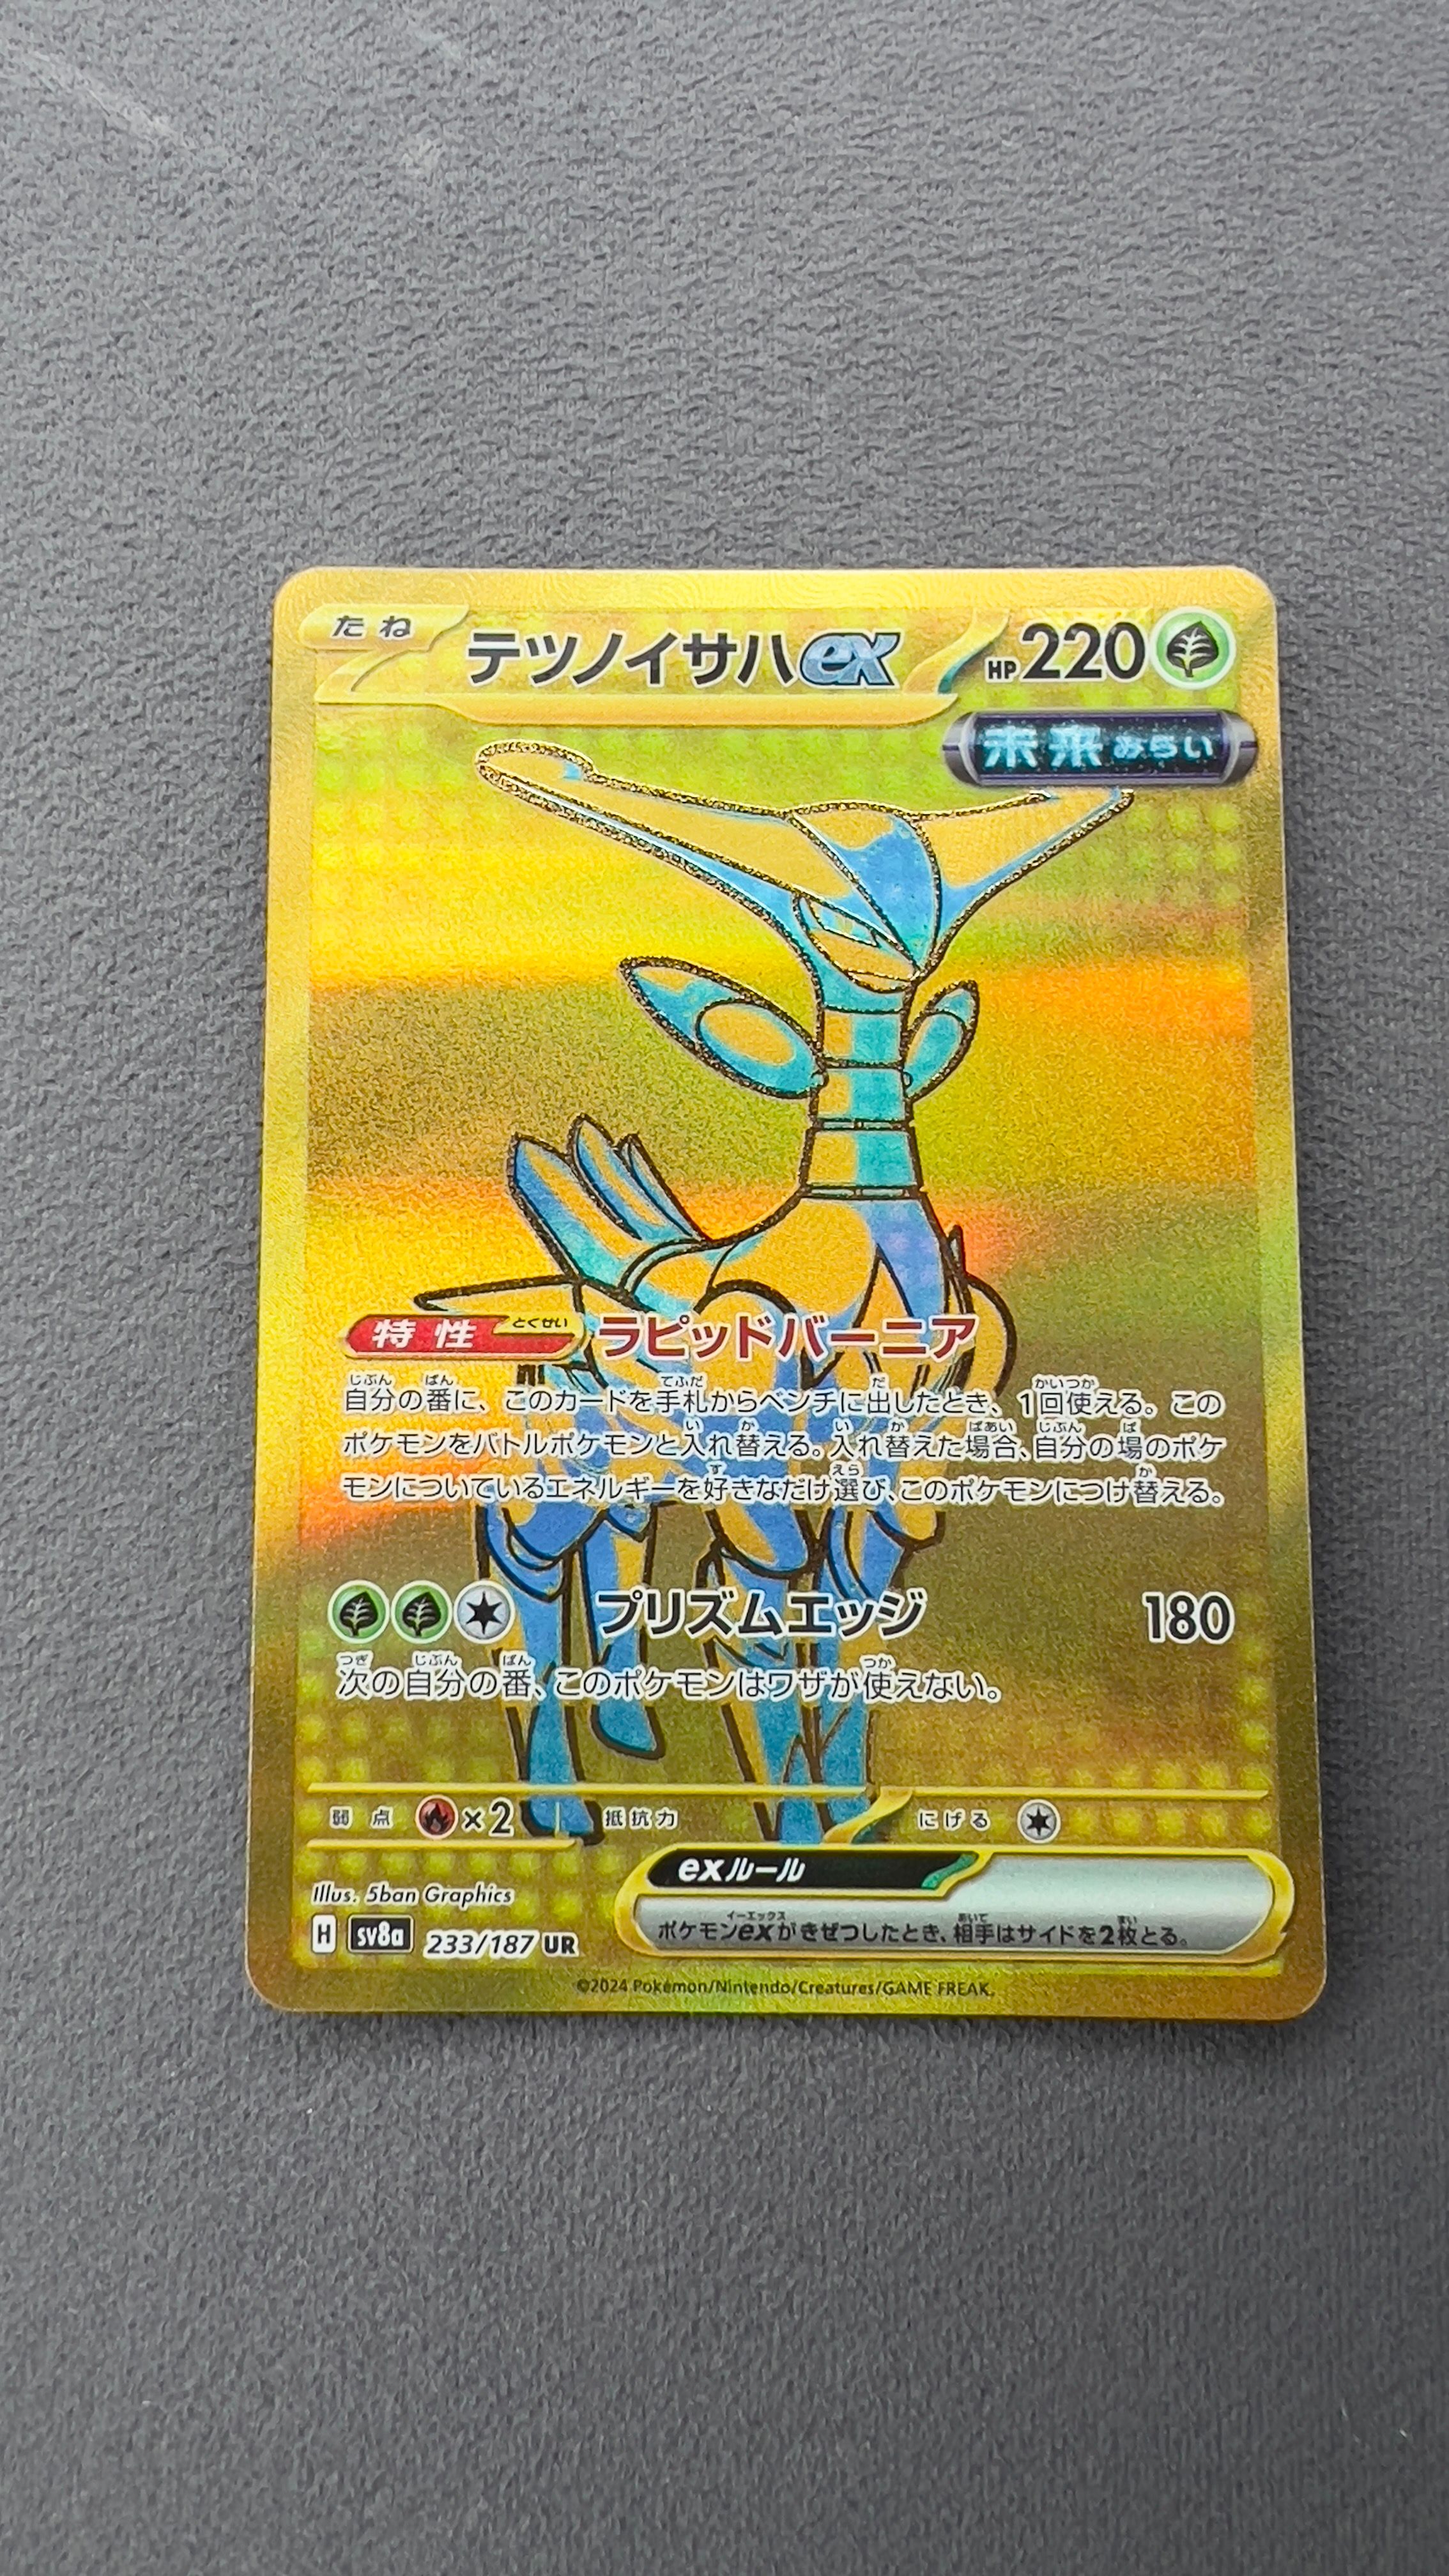 たね テツノイサハex HP220
未来 みらい
特性 とくせい ラピッドバーニア
自分の番に、このカードを手札からベンチに出したとき、1回使える。この
ポケモンをバトルポケモンと入れ替える。入れ替えた場合、自分の場のポケ
モンについているエネルギーを好きなだけ選び、このポケモンにつけ替える。
プリズムエッジ 180
次の自分の番、このポケモンはワザが使えない。
弱点 ×2 抵抗力 にげる
exルール
ポケモンexがきぜつしたとき、相手はサイドを2枚とる。
Illus. 5ban Graphics
H sv8a 233/187 UR
©2024 Pokémon/Nintendo/Creatures/GAME FREAK.